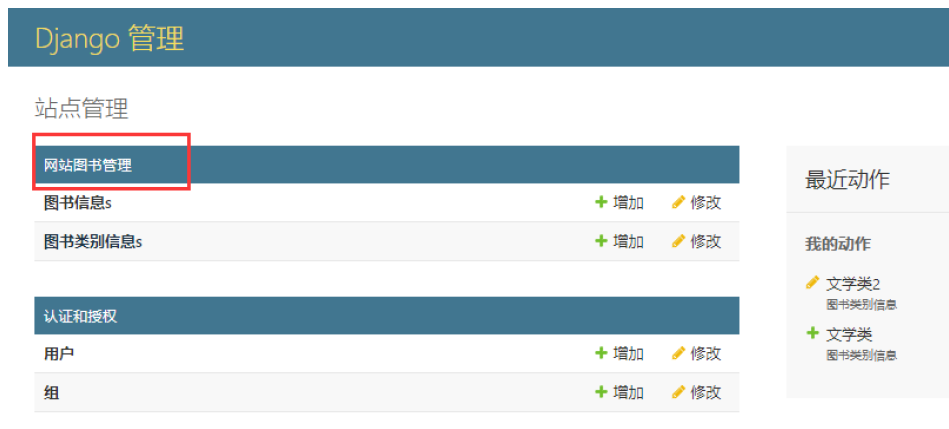 Django 管理
站点管理
网站图书管理
图书信息s 增加 修改
图书类别信息s 增加 修改
认证和授权
用户 增加 修改
组 增加 修改
最近动作
我的动作
文学类2
图书类别信息
文学类
图书类别信息